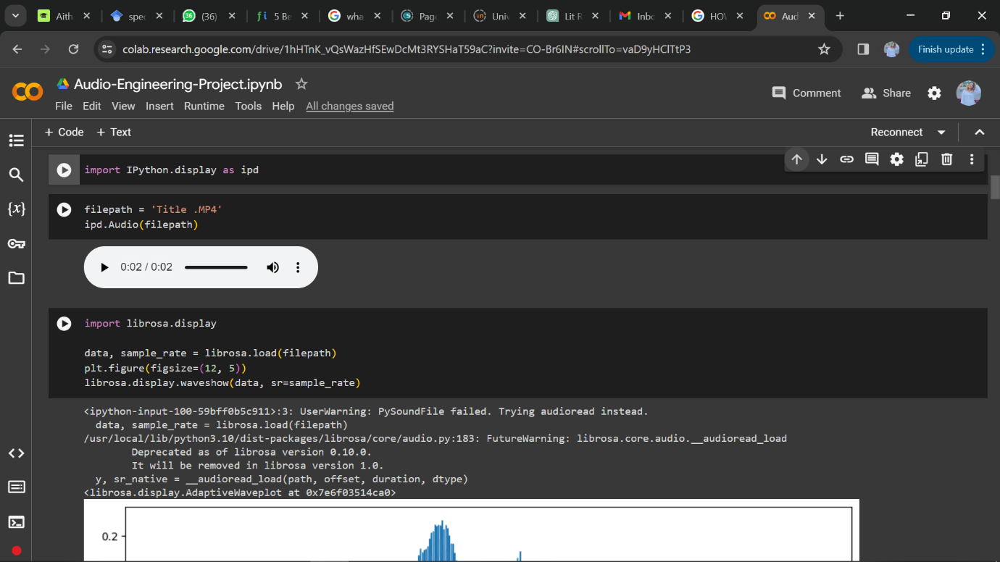 Aith
spec
(36)
5 Be
wha
Pag
Univ
Lit R
Inbc
HOV
Aud
colab.research.google.com/drive/1hHTnK_vQsWazHfSEwDcMt3RYSHaT59aC?invite=CO-Br6IN#scrollTo=vaD9yHClTtP3
Finish update
Audio-Engineering-Project.ipynb
Comment
Share
File Edit View Insert Runtime Tools Help All changes saved
+ Code + Text
Reconnect
import IPython.display as ipd
filepath = 'Title .MP4'
ipd.Audio(filepath)
0:02 / 0:02
import librosa.display
data, sample_rate = librosa.load(filepath)
plt.figure(figsize=(12, 5))
librosa.display.waveshow(data, sr=sample_rate)
<ipython-input-100-59bff0b5c911>:3: UserWarning: PySoundFile failed. Trying audioread instead.
data, sample_rate = librosa.load(filepath)
/usr/local/lib/python3.10/dist-packages/librosa/core/audio.py:183: FutureWarning: librosa.core.audio.__audioread_load
Deprecated as of librosa version 0.10.0.
It will be removed in librosa version 1.0.
y, sr_native = __audioread_load(path, offset, duration, dtype)
<librosa.display.AdaptiveWaveplot at 0x7e6f03514ca0>
0.2